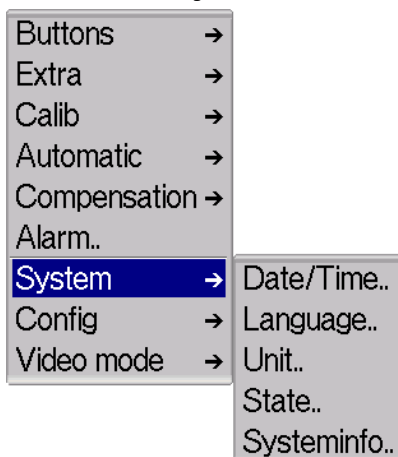 Buttons →
Extra →
Calib →
Automatic →
Compensation →
Alarm..
System →
Config →
Video mode →
Date/Time..
Language..
Unit..
State..
Systeminfo..